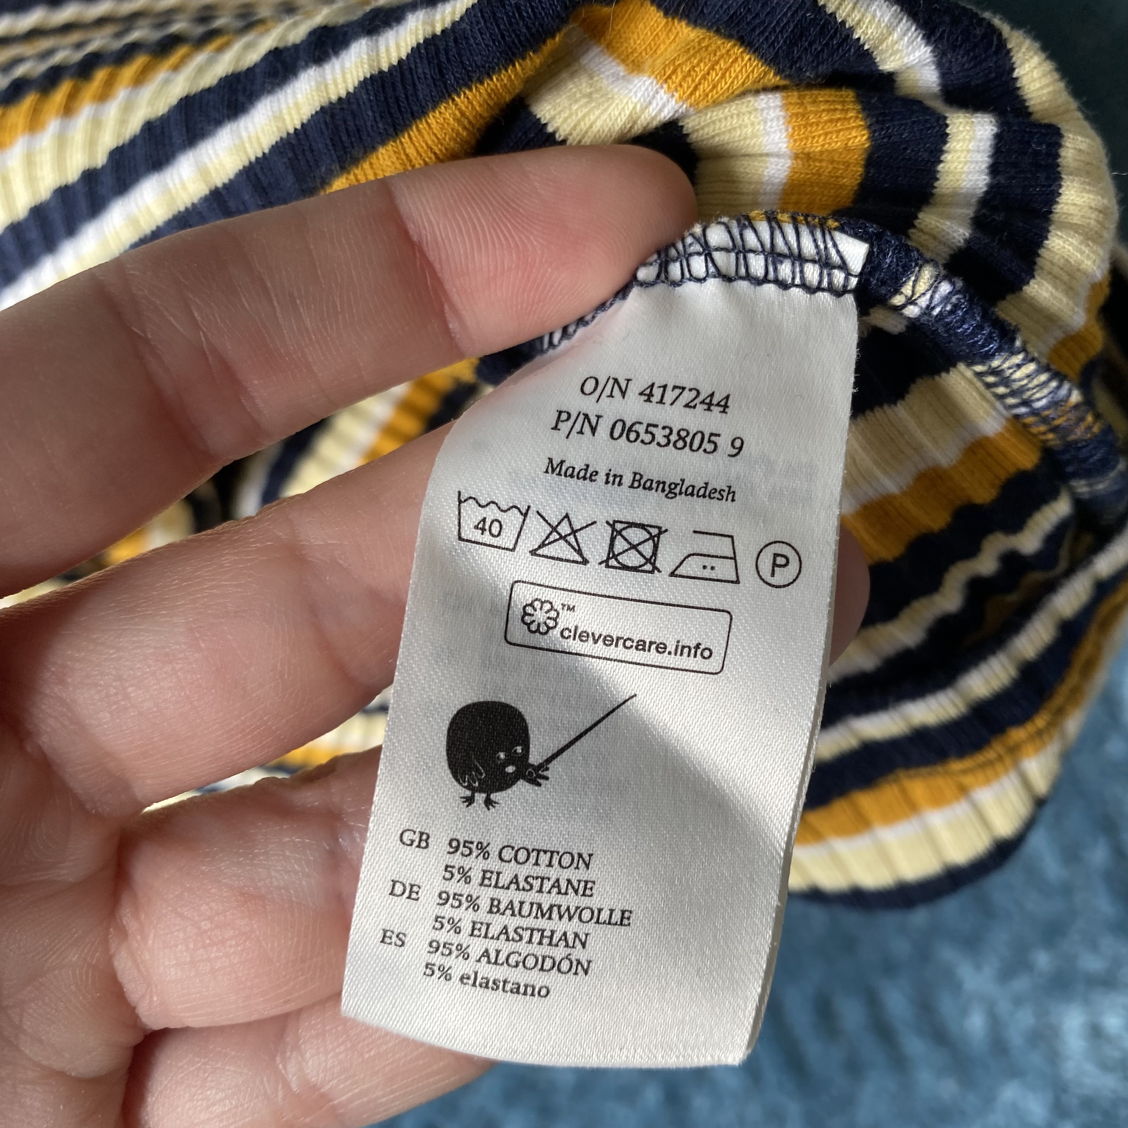 O/N 417244
P/N 0653805 9
Made in Bangladesh
40
P
™
clevercare.info
GB 95% COTTON
5% ELASTANE
DE 95% BAUMWOLLE
5% ELASTHAN
ES 95% ALGODÓN
5% elastano